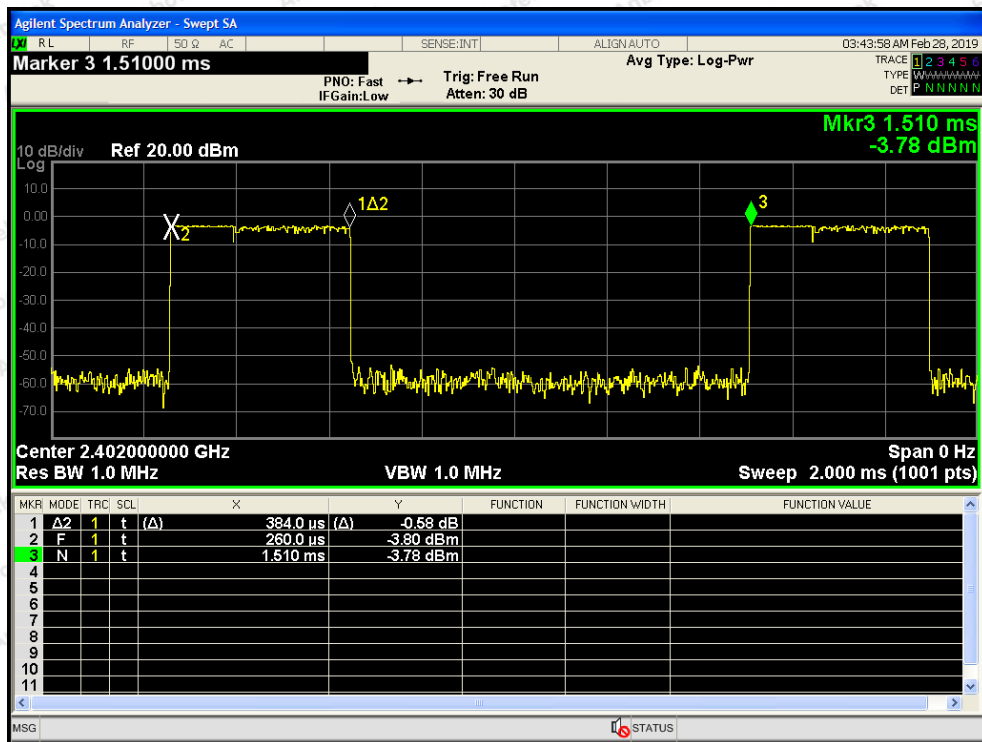 Agilent Spectrum Analyzer - Swept SA
LXI RL RF 50 Ω AC SENSE:INT ALIGN AUTO 03:43:58 AM Feb 28, 2019
Marker 3 1.51000 ms
PNO: Fast
IFGain:Low
Trig: Free Run
Atten: 30 dB
Avg Type: Log-Pwr
TRACE 1 2 3 4 5 6
TYPE WWWWWW
DET P N N N N N
Mkr3 1.510 ms
-3.78 dBm
10 dB/div Ref 20.00 dBm
Log
10.0
0.00
-10.0
-20.0
-30.0
-40.0
-50.0
-60.0
-70.0
X2
1Δ2
3
Center 2.402000000 GHz Span 0 Hz
Res BW 1.0 MHz VBW 1.0 MHz Sweep 2.000 ms (1001 pts)
MKR MODE TRC SCL X Y FUNCTION FUNCTION WIDTH FUNCTION VALUE
1 Δ2 1 t (Δ) 384.0 µs (Δ) -0.58 dB
2 F 1 t 260.0 µs -3.80 dBm
3 N 1 t 1.510 ms -3.78 dBm
4
5
6
7
8
9
10
11
MSG STATUS